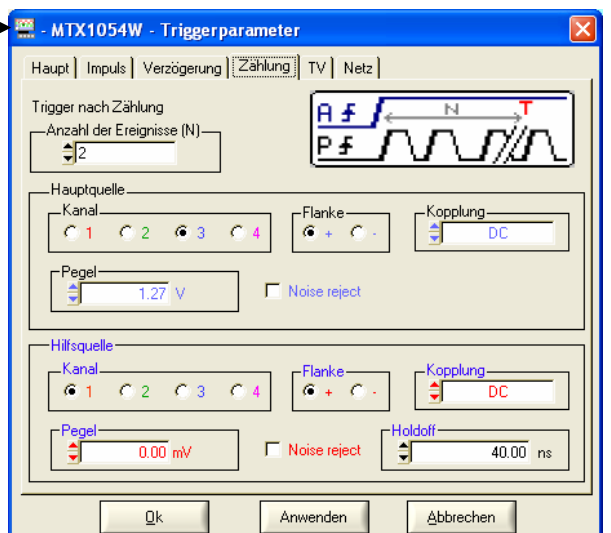 - MTX1054W - Triggerparameter
Haupt Impuls Verzögerung Zählung TV Netz
Trigger nach Zählung
Anzahl der Ereignisse (N)
2
A N T
P
Hauptquelle
Kanal Flanke Kopplung
1 2 3 4 + - DC
Pegel
1.27 V Noise reject
Hilfsquelle
Kanal Flanke Kopplung
1 2 3 4 + - DC
Pegel Holdoff
0.00 mV Noise reject 40.00 ns
Ok Anwenden Abbrechen